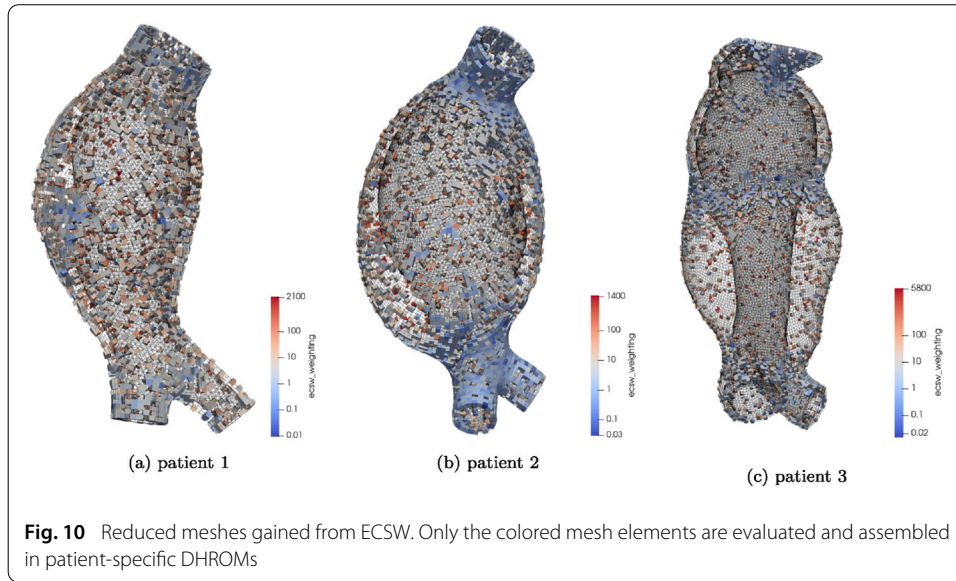 2100
100
10
1
0.1
0.01
ecsw_weighting
(a) patient 1
1400
100
10
1
0.1
0.03
ecsw_weighting
(b) patient 2
5800
100
10
1
0.1
0.02
ecsw_weighting
(c) patient 3
Fig. 10 Reduced meshes gained from ECSW. Only the colored mesh elements are evaluated and assembled
in patient-specific DHROMs